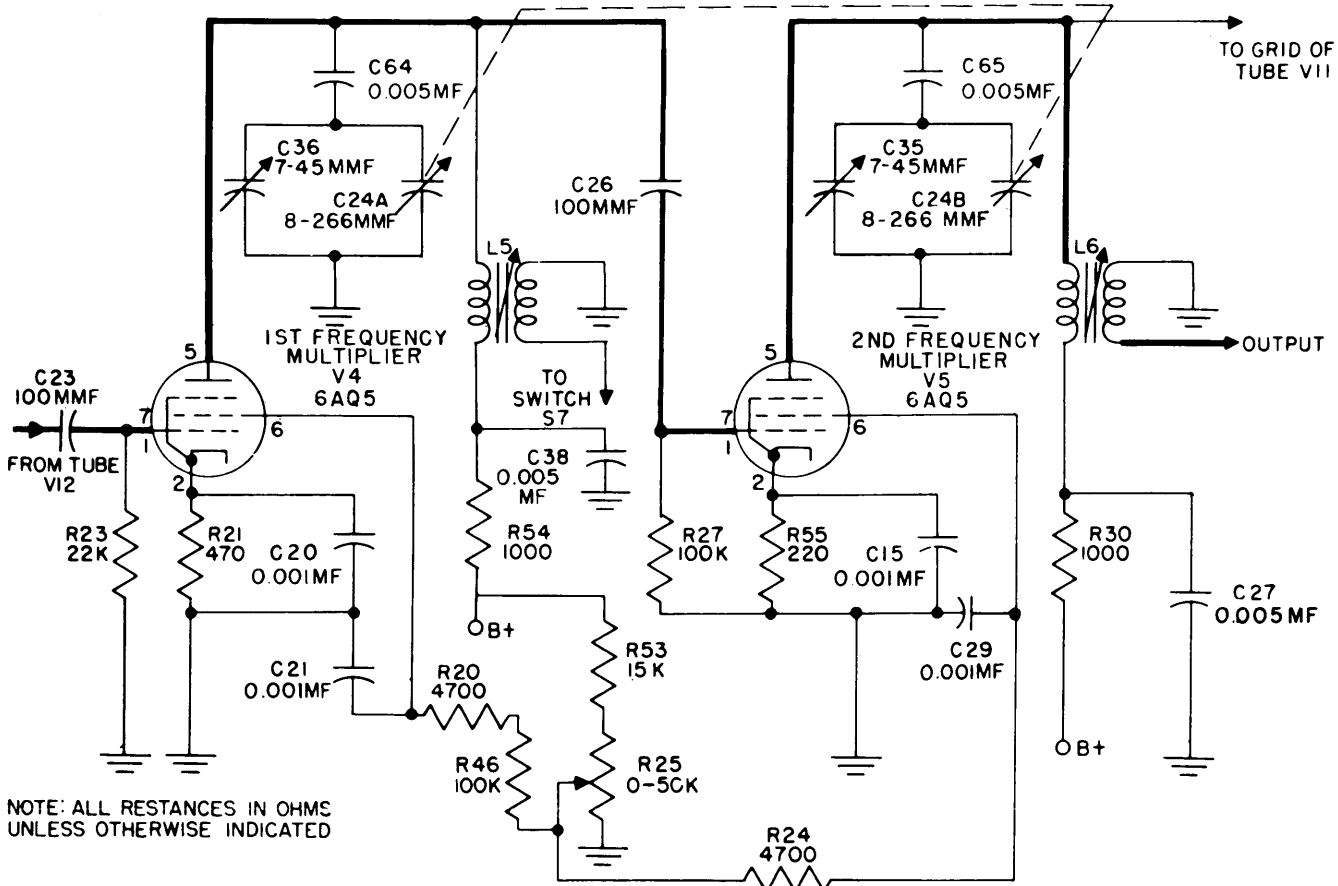 C64
0.005MF
C36
7-45MMF
C24A
8-266MMF
L5
1ST FREQUENCY
MULTIPLIER
V4
6AQ5
5
C23
100MMF
7
1
6
2
FROM TUBE
V12
R23
22K
R21
470
C20
0.001MF
C21
0.001MF
TO
SWITCH
S7
C38
0.005
MF
R54
1000
B+
R53
15K
R20
4700
R46
100K
R25
0-50K
C26
100MMF
C65
0.005MF
TO GRID OF
TUBE V11
C35
7-45MMF
C24B
8-266 MMF
L6
2ND FREQUENCY
MULTIPLIER
V5
6AQ5
OUTPUT
5
7
1
6
2
R27
100K
R55
220
C15
0.001MF
C29
0.001MF
R30
1000
C27
0.005 MF
B+
R24
4700
NOTE: ALL RESTANCES IN OHMS
UNLESS OTHERWISE INDICATED